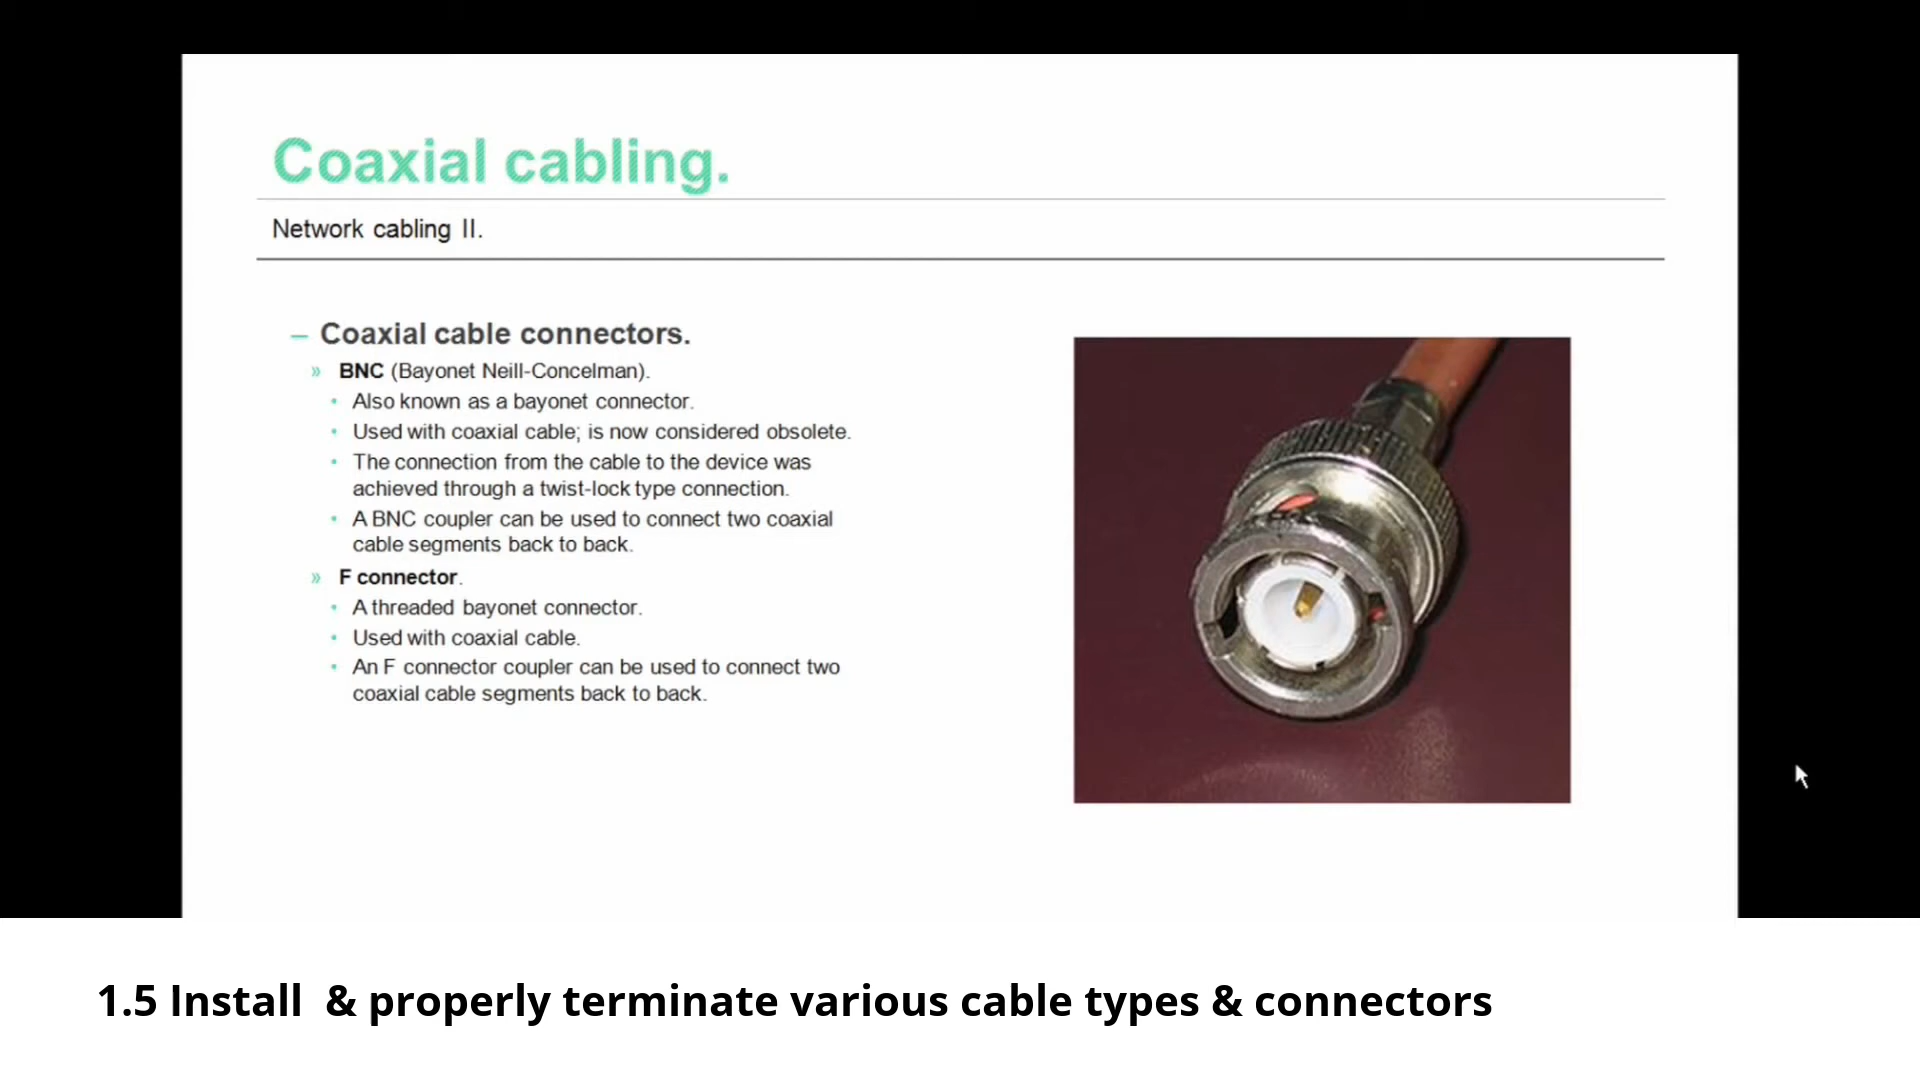 Coaxial cabling.
Network cabling II.
– Coaxial cable connectors.
» BNC (Bayonet Neill-Concelman).
• Also known as a bayonet connector.
• Used with coaxial cable; is now considered obsolete.
• The connection from the cable to the device was
achieved through a twist-lock type connection.
• A BNC coupler can be used to connect two coaxial
cable segments back to back.
» F connector.
• A threaded bayonet connector.
• Used with coaxial cable.
• An F connector coupler can be used to connect two
coaxial cable segments back to back.
1.5 Install & properly terminate various cable types & connectors